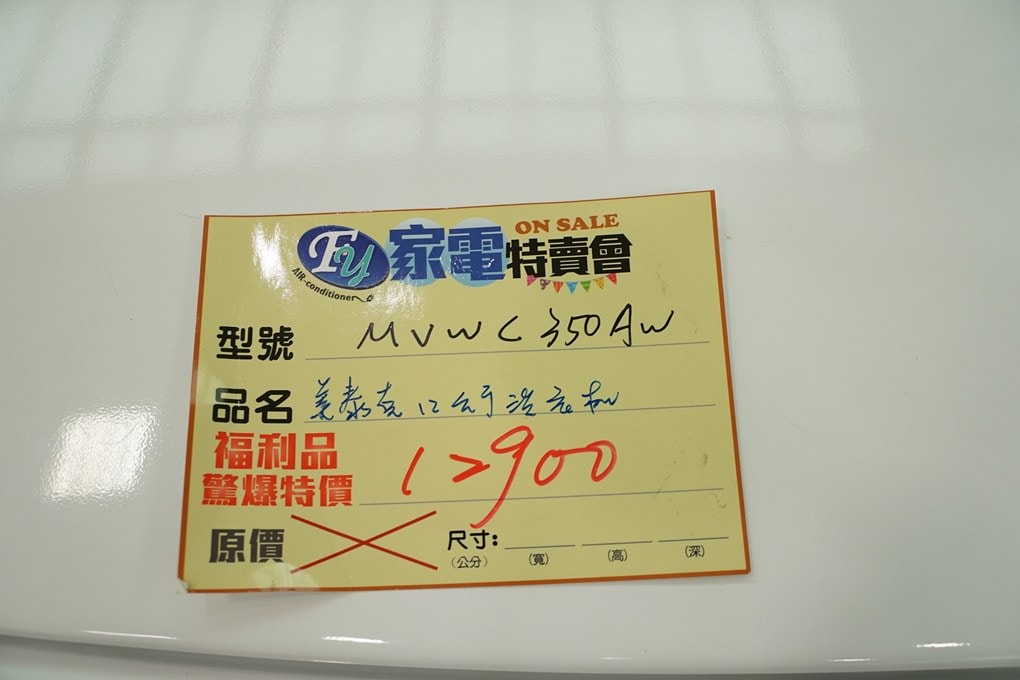 Fy
AIR-conditioner
家電特賣會
ON SALE
型號 MVWC350AW
品名 美泰克12公斤洗衣機
福利品
驚爆特價 12900
原價
尺寸:
(公分) (寬) (高) (深)